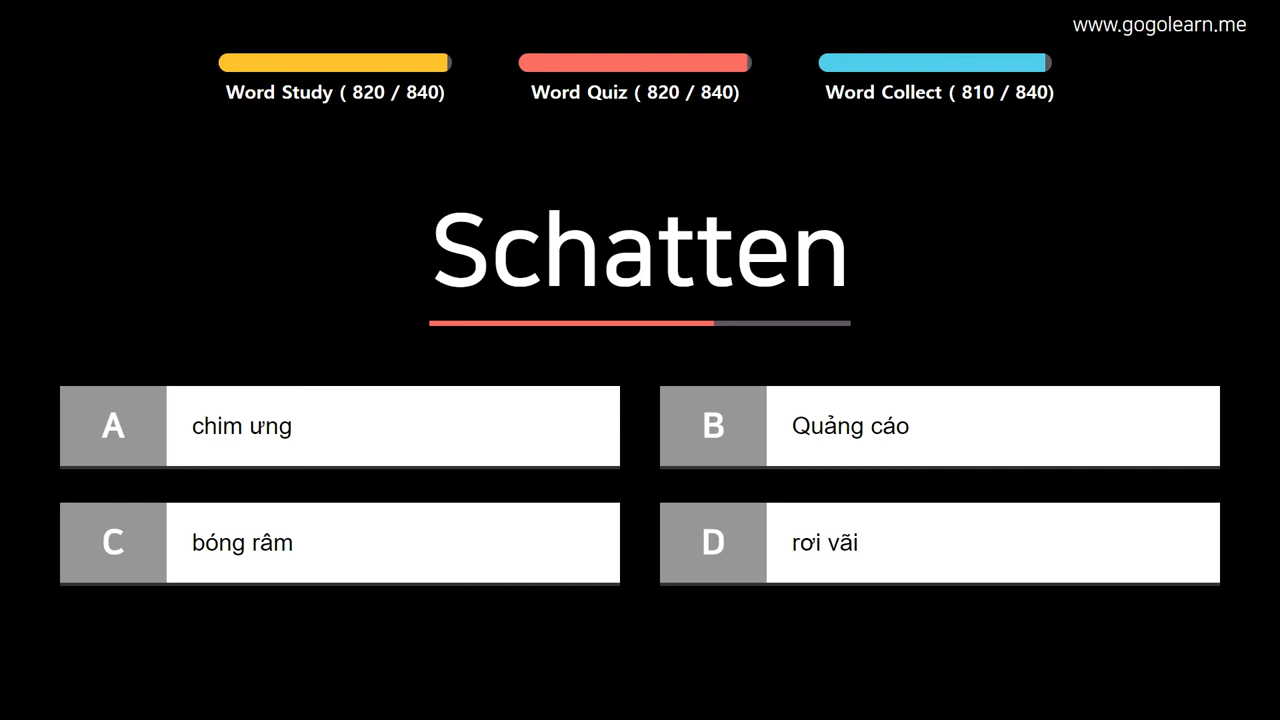 www.gogolearn.me
Word Study ( 820 / 840)
Word Quiz ( 820 / 840)
Word Collect ( 810 / 840)
Schatten
A chim ưng
B Quảng cáo
C bóng râm
D rơi vãi